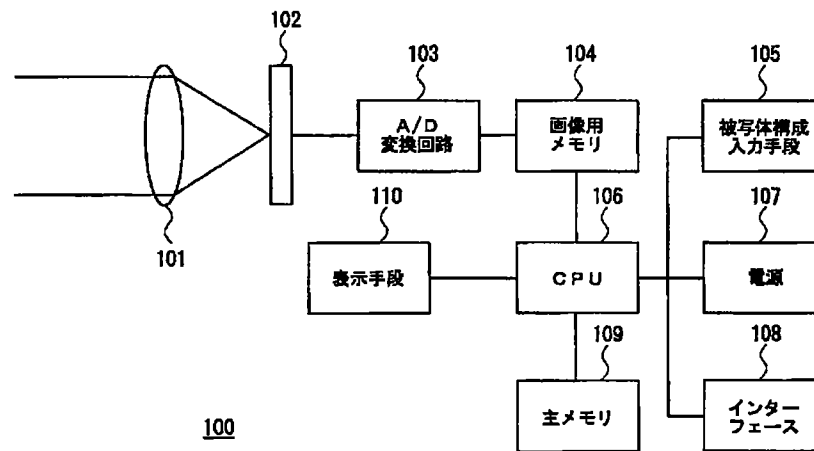 102
103
104
105
A/D
変換回路
画像用
メモリ
被写体構成
入力手段
101
110
106
107
表示手段
CPU
電源
109
108
主メモリ
インター
フェース
100